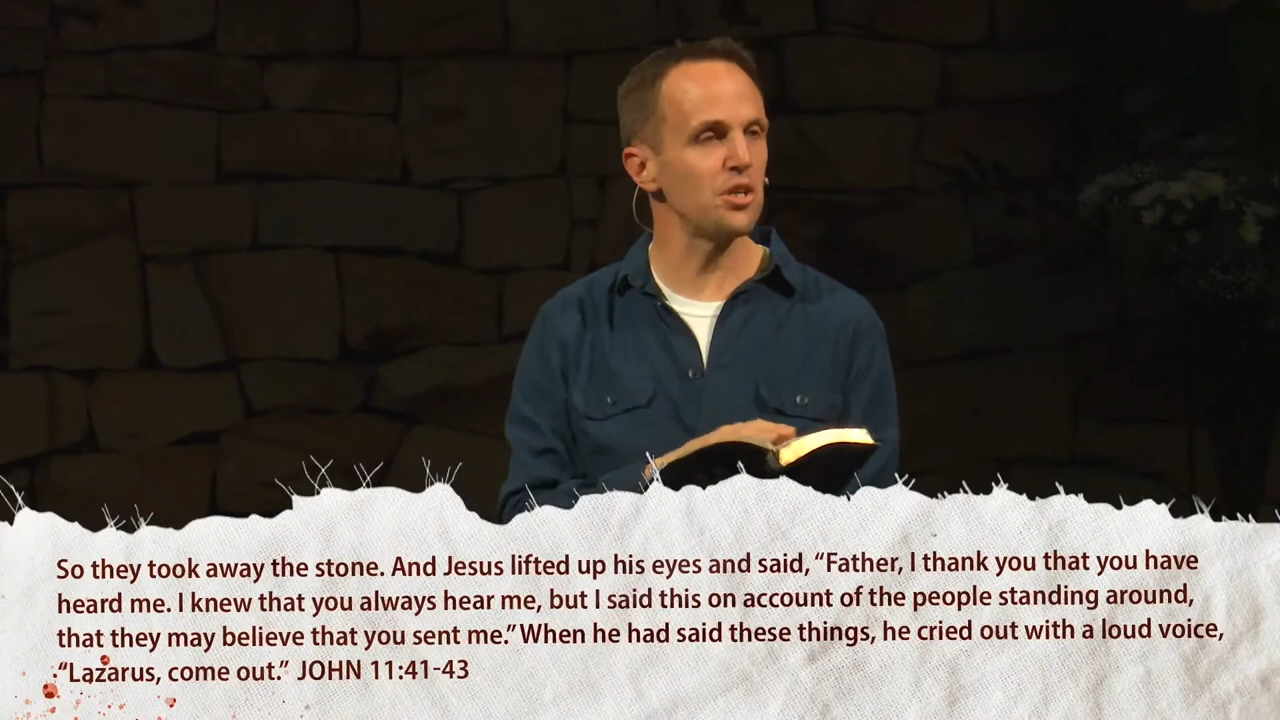 So they took away the stone. And Jesus lifted up his eyes and said, “Father, I thank you that you have
heard me. I knew that you always hear me, but I said this on account of the people standing around,
that they may believe that you sent me.” When he had said these things, he cried out with a loud voice,
“Lazarus, come out.” JOHN 11:41-43